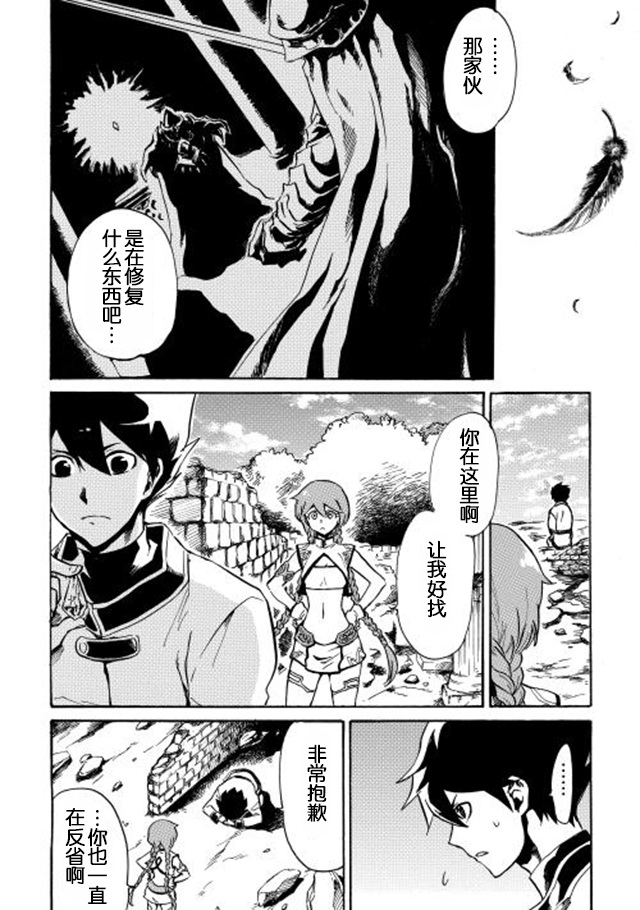 ……
那家伙
是在修复
什么东西吧…
你在这里啊
让我好找
……
非常抱歉
…你也一直
在反省啊